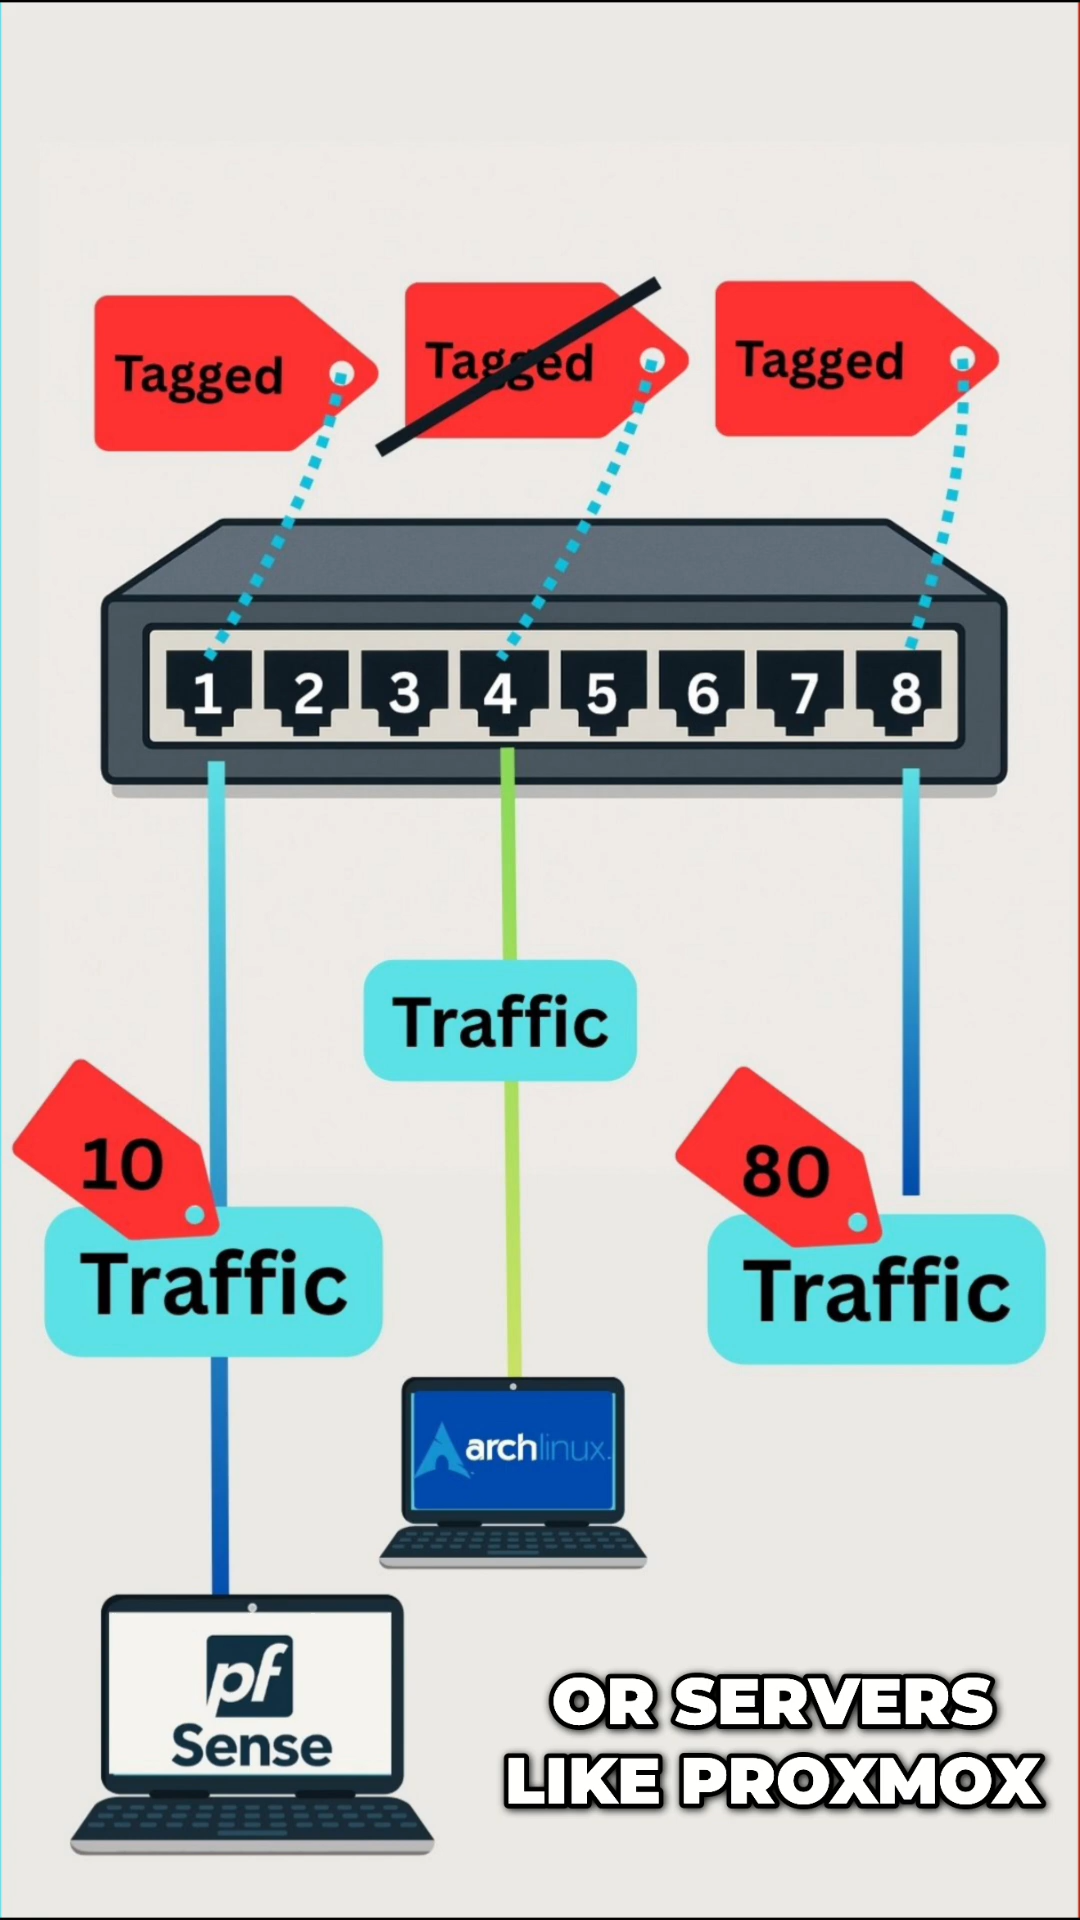 Tagged
Tagged
Tagged
1 2 3 4 5 6 7 8
Traffic
10
Traffic
80
Traffic
archlinux
pf
Sense
OR SERVERS
LIKE PROXMOX